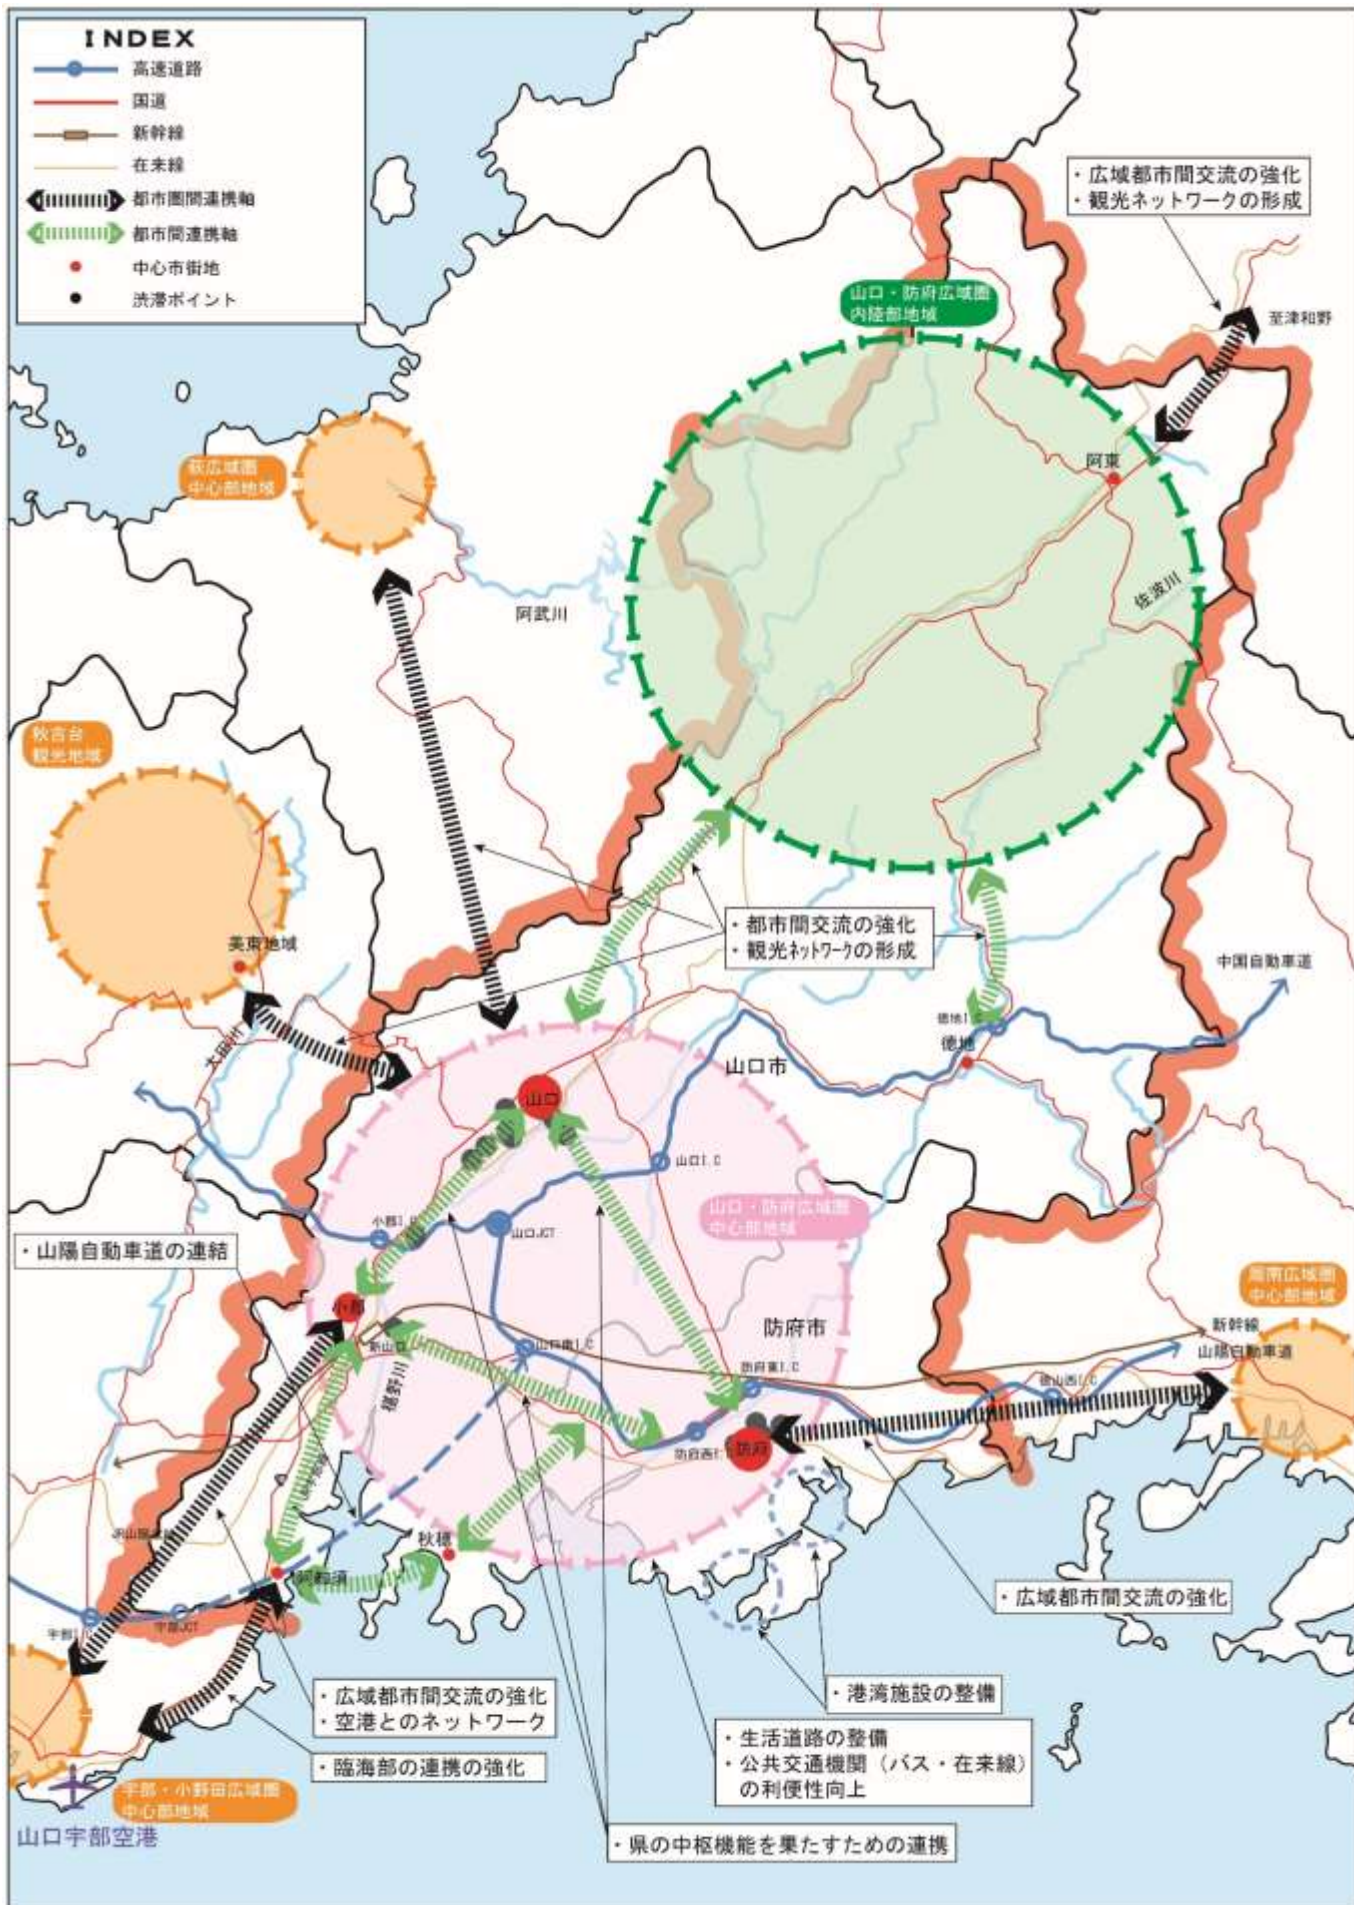 INDEX
高速道路
国道
新幹線
在来線
都市圏間連携軸
都市間連携軸
中心市街地
渋滞ポイント
・広域都市間交流の強化
・観光ネットワークの形成
山口・防府広域圏
内陸部地域
至津和野
阿東
萩広域圏
中心部地域
佐波川
阿武川
秋吉台
観光地域
・都市間交流の強化
・観光ネットワークの形成
美東地域
中国自動車道
徳地I.C
大田川
徳地
山口市
山口
山口I.C
山口・防府広域圏
中心部地域
小郡I.C
山口JCT
・山陽自動車道の連結
周南広域圏
中心部地域
小郡
防府市
新幹線
新山口
山口南I.C
山陽自動車道
防府東I.C
徳山西I.C
椹野川
防府西I.C
防府
秋穂
阿知須
・広域都市間交流の強化
宇部JCT
・広域都市間交流の強化
・空港とのネットワーク
・港湾施設の整備
・生活道路の整備
・公共交通機関（バス・在来線）
の利便性向上
・臨海部の連携の強化
宇部・小野田広域圏
中心部地域
山口宇部空港
・県の中枢機能を果たすための連携